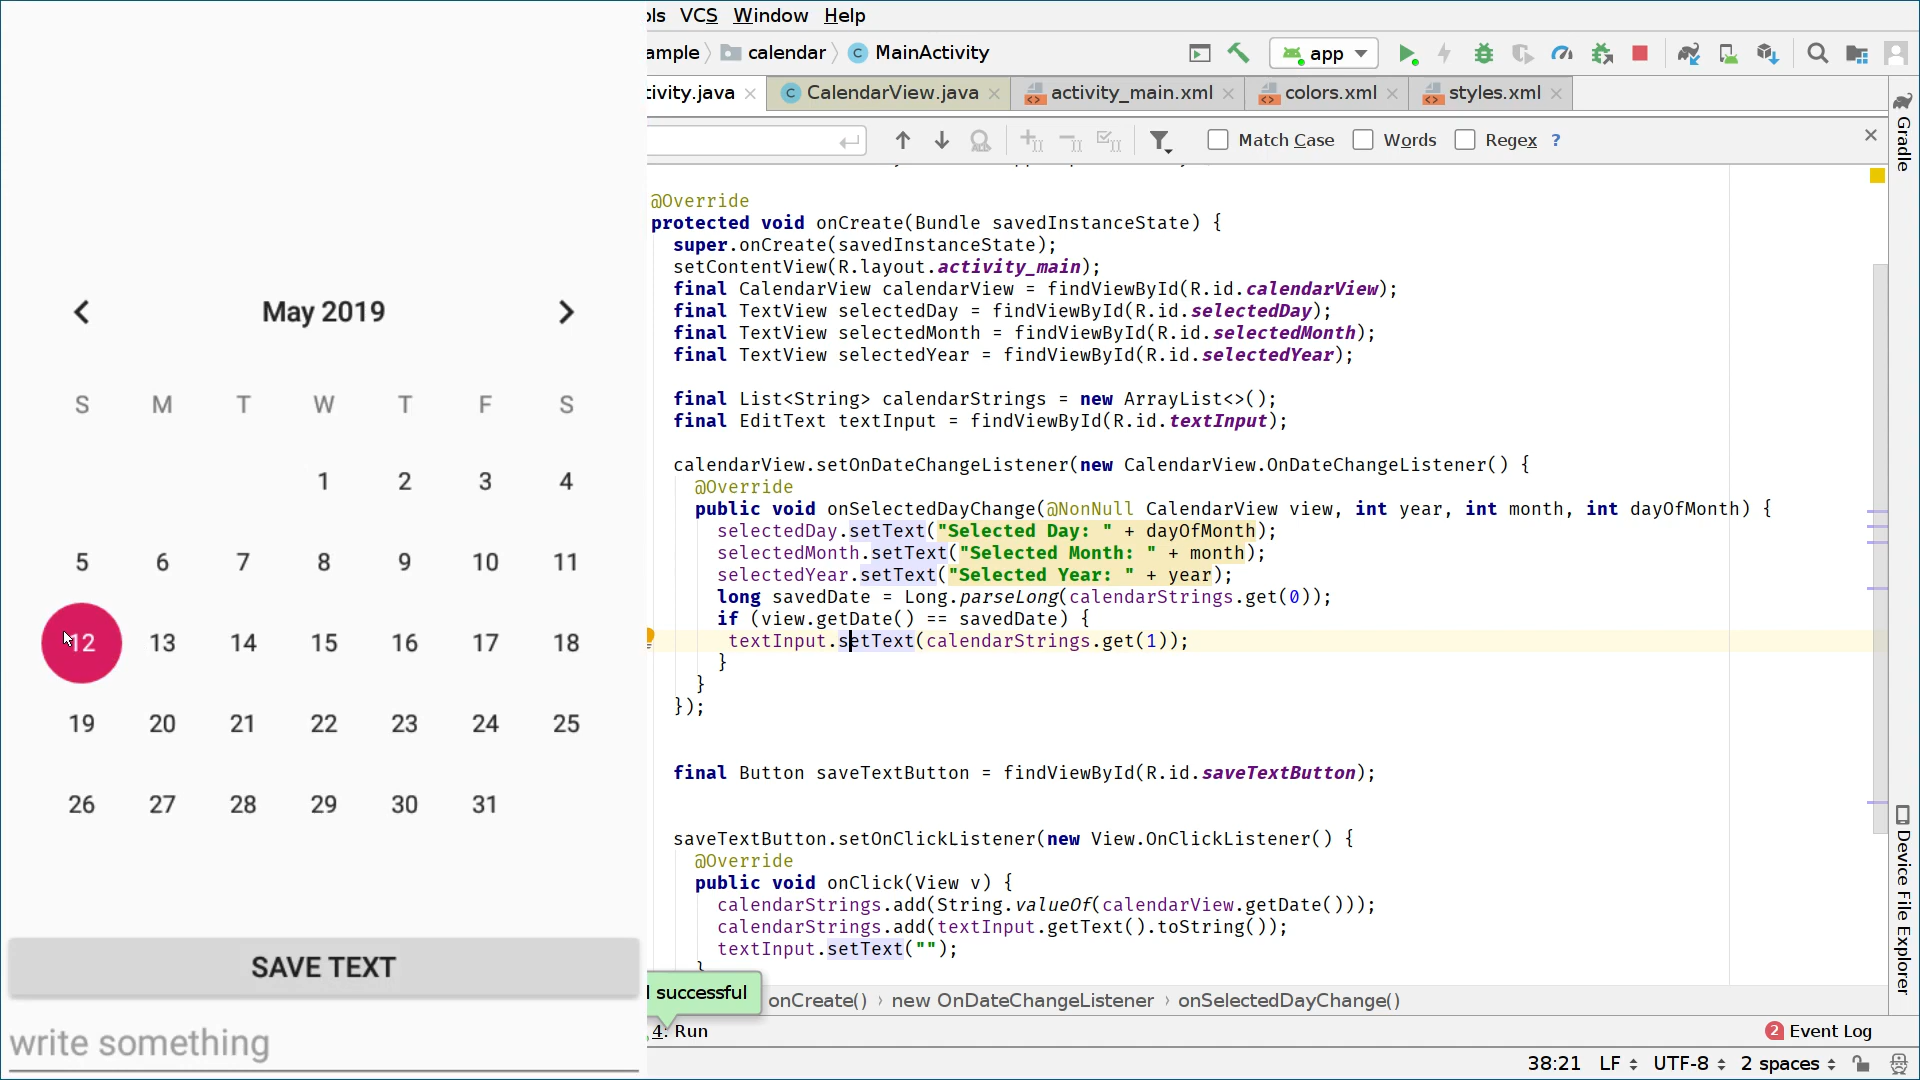 ols VCS Window Help
ample calendar MainActivity app
tivity.java CalendarView.java activity_main.xml colors.xml styles.xml
Match Case Words Regex ?
Gradle
@Override
protected void onCreate(Bundle savedInstanceState) {
super.onCreate(savedInstanceState);
setContentView(R.layout.activity_main);
final CalendarView calendarView = findViewById(R.id.calendarView);
final TextView selectedDay = findViewById(R.id.selectedDay);
final TextView selectedMonth = findViewById(R.id.selectedMonth);
final TextView selectedYear = findViewById(R.id.selectedYear);
final List<String> calendarStrings = new ArrayList<>();
final EditText textInput = findViewById(R.id.textInput);
calendarView.setOnDateChangeListener(new CalendarView.OnDateChangeListener() {
@Override
public void onSelectedDayChange(@NonNull CalendarView view, int year, int month, int dayOfMonth) {
selectedDay.setText("Selected Day: " + dayOfMonth);
selectedMonth.setText("Selected Month: " + month);
selectedYear.setText("Selected Year: " + year);
long savedDate = Long.parseLong(calendarStrings.get(0));
if (view.getDate() == savedDate) {
textInput.setText(calendarStrings.get(1));
}
}
});
final Button saveTextButton = findViewById(R.id.saveTextButton);
saveTextButton.setOnClickListener(new View.OnClickListener() {
@Override
public void onClick(View v) {
calendarStrings.add(String.valueOf(calendarView.getDate()));
calendarStrings.add(textInput.getText().toString());
textInput.setText("");
}
May 2019
S M T W T F S
1 2 3 4
5 6 7 8 9 10 11
12 13 14 15 16 17 18
19 20 21 22 23 24 25
26 27 28 29 30 31
SAVE TEXT
write something
successful
onCreate() › new OnDateChangeListener › onSelectedDayChange()
4: Run
2 Event Log
38:21 LF UTF-8 2 spaces
Device File Explorer